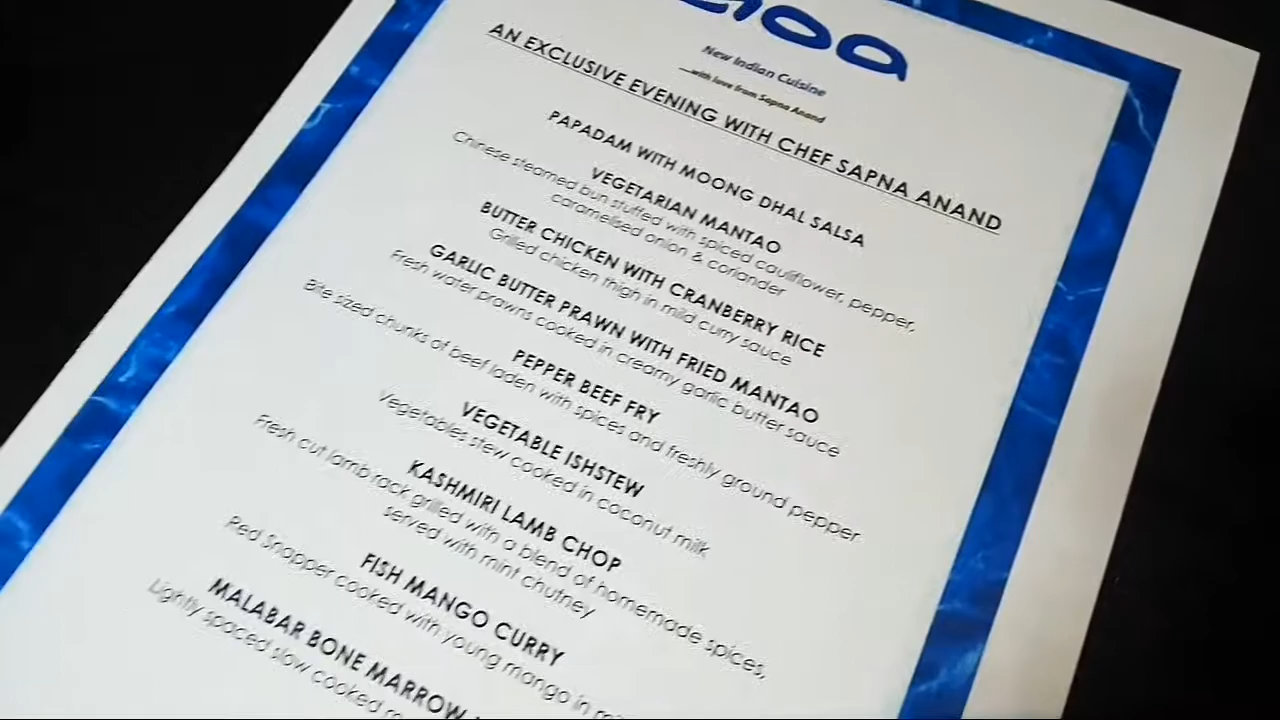 New Indian Cuisine
...with love from Sapna Anand
AN EXCLUSIVE EVENING WITH CHEF SAPNA ANAND
PAPADAM WITH MOONG DHAL SALSA
VEGETARIAN MANTAO
Chinese steamed bun stuffed with spiced cauliflower, pepper,
caramelised onion & coriander
BUTTER CHICKEN WITH CRANBERRY RICE
Grilled chicken thigh in mild curry sauce
GARLIC BUTTER PRAWN WITH FRIED MANTAO
Fresh water prawns cooked in creamy garlic butter sauce
PEPPER BEEF FRY
Bite sized chunks of beef laden with spices and freshly ground pepper
VEGETABLE ISHSTEW
Vegetables stew cooked in coconut milk
KASHMIRI LAMB CHOP
Fresh cut lamb rack grilled with a blend of homemade spices,
served with mint chutney
FISH MANGO CURRY
Red Snapper cooked with young mango in
MALABAR BONE MARROW
Lightly spaced slow cooked